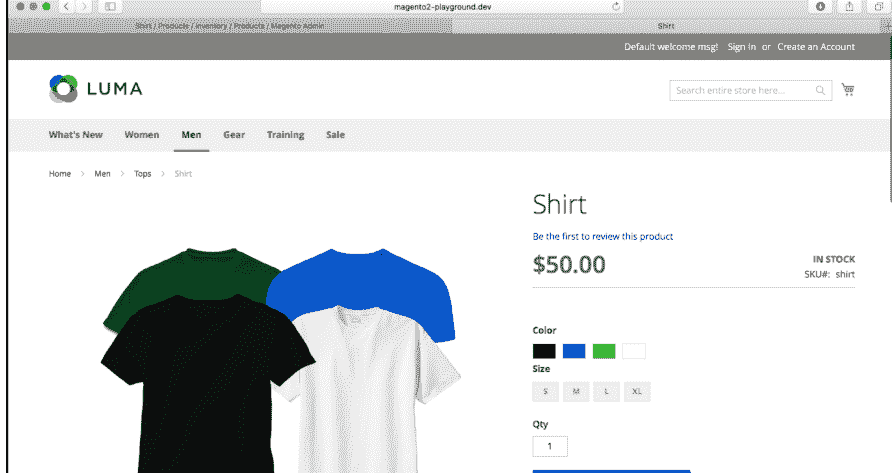 magento2-playground.dev
Shirt / Products / Inventory / Products / Magento Admin
Shirt
Default welcome msg! Sign In or Create an Account
LUMA
Search entire store here...
What's New Women Men Gear Training Sale
Home > Men > Tops > Shirt
Shirt
Be the first to review this product
$50.00
IN STOCK
SKU#: shirt
Color
Size
S M L XL
Qty
1